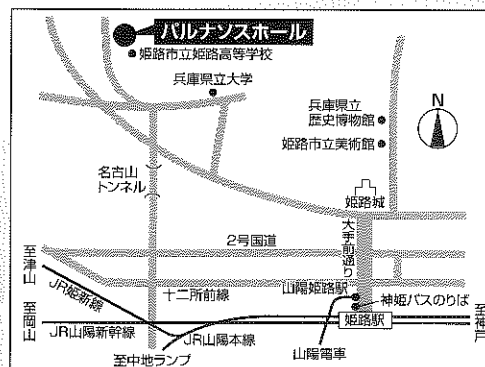 パルナソスホール
姫路市立姫路高等学校
兵庫県立大学
兵庫県立
歴史博物館
姫路市立美術館
N
名古山
トンネル
姫路城
大手前通り
2号国道
至津山
JR姫新線
十二所前線
山陽姫路駅
神姫バスのりば
至岡山
姫路駅
至神戸
JR山陽新幹線
JR山陽本線
山陽電車
至中地ランプ